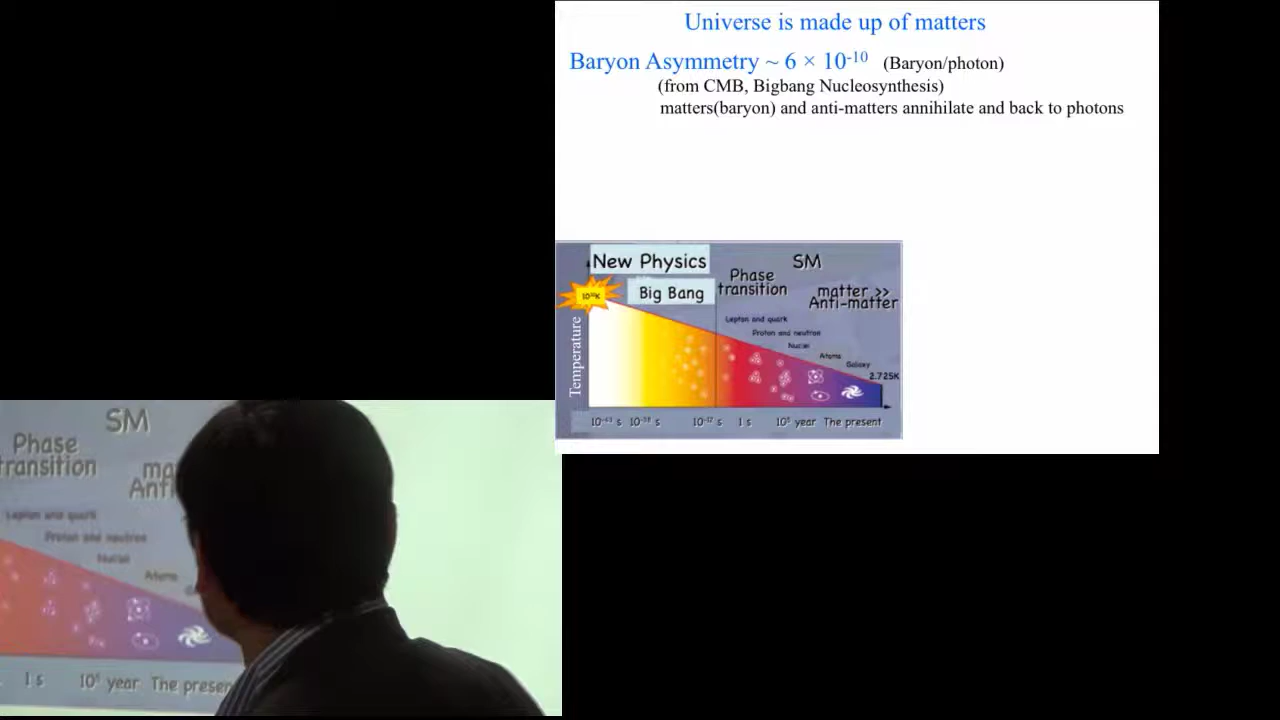 Universe is made up of matters
Baryon Asymmetry ~ 6 × 10⁻¹⁰ (Baryon/photon)
(from CMB, Bigbang Nucleosynthesis)
matters(baryon) and anti-matters annihilate and back to photons
New Physics
SM
Big Bang
Phase
transition
matter >>
Anti-matter
Lepton and quark
Proton and neutron
Nuclei
Atoms
Galaxy
2.725K
Temperature
1 s
year The present
SM
Phase
transition
Lepton and quark
Proton and neutron
Nuclei
Atoms
1 s
year